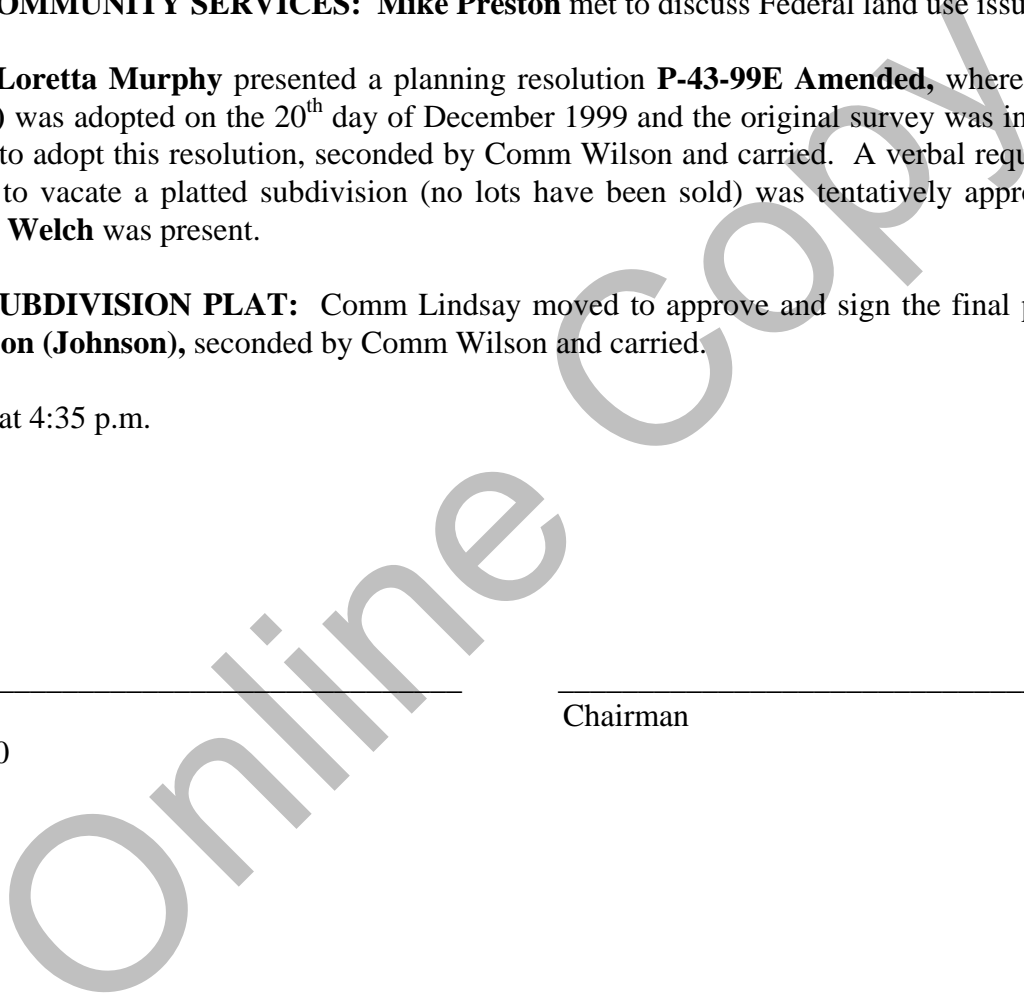 OMMUNITY SERVICES: Mike Preston met to discuss Federal land use issu
Loretta Murphy presented a planning resolution P-43-99E Amended, where
) was adopted on the 20th day of December 1999 and the original survey was in
to adopt this resolution, seconded by Comm Wilson and carried. A verbal requ
to vacate a platted subdivision (no lots have been sold) was tentatively appro
Welch was present.
UBDIVISION PLAT: Comm Lindsay moved to approve and sign the final p
on (Johnson), seconded by Comm Wilson and carried.
at 4:35 p.m.
Chairman
0
Online Copy